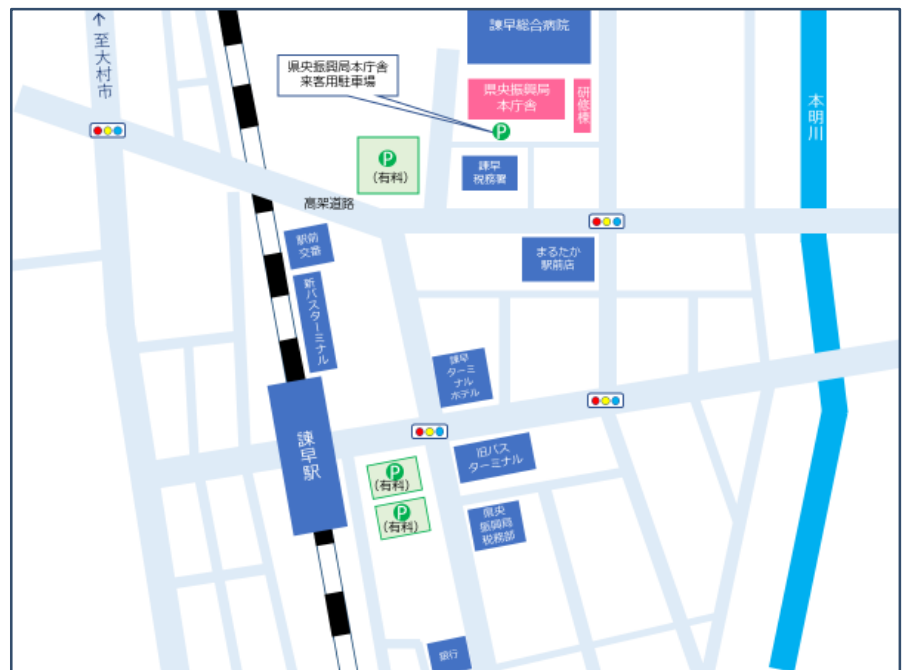 至大村市
諫早総合病院
県央振興局本庁舎
来客用駐車場
県央振興局
本庁舎
研修棟
本明川
P
P
(有料)
諫早
税務署
高架道路
駅前
交番
まるたか
駅前店
新バスターミナル
諫早
ターミ
ナル
ホテル
諫早駅
旧バス
ターミナル
P
(有料)
P
(有料)
県央
振興局
税務部
銀行